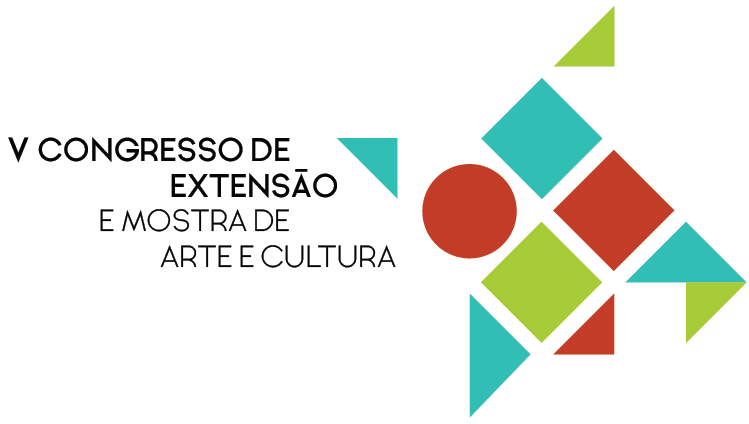 V CONGRESSO DE
EXTENSÃO
E MOSTRA DE
ARTE E CULTURA